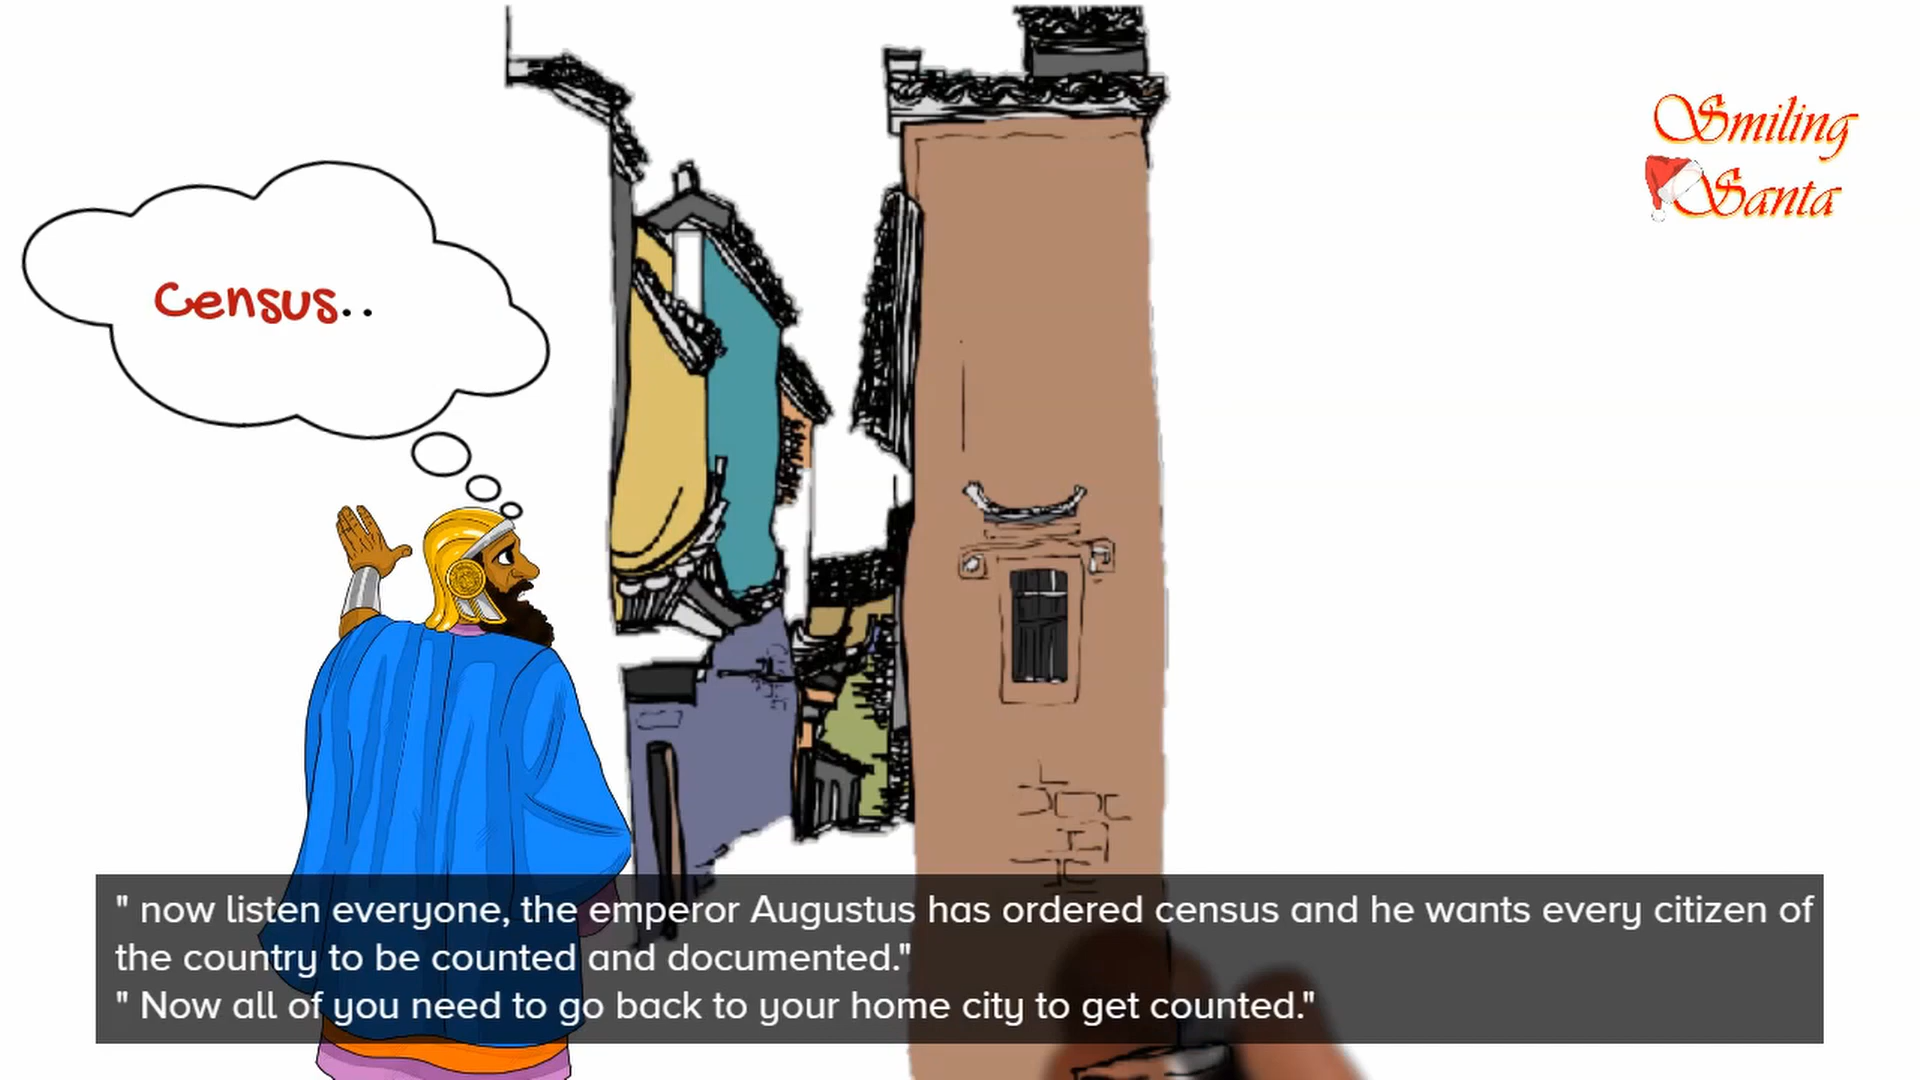 Smiling
Santa
Census..
" now listen everyone, the emperor Augustus has ordered census and he wants every citizen of
the country to be counted and documented."
" Now all of you need to go back to your home city to get counted."